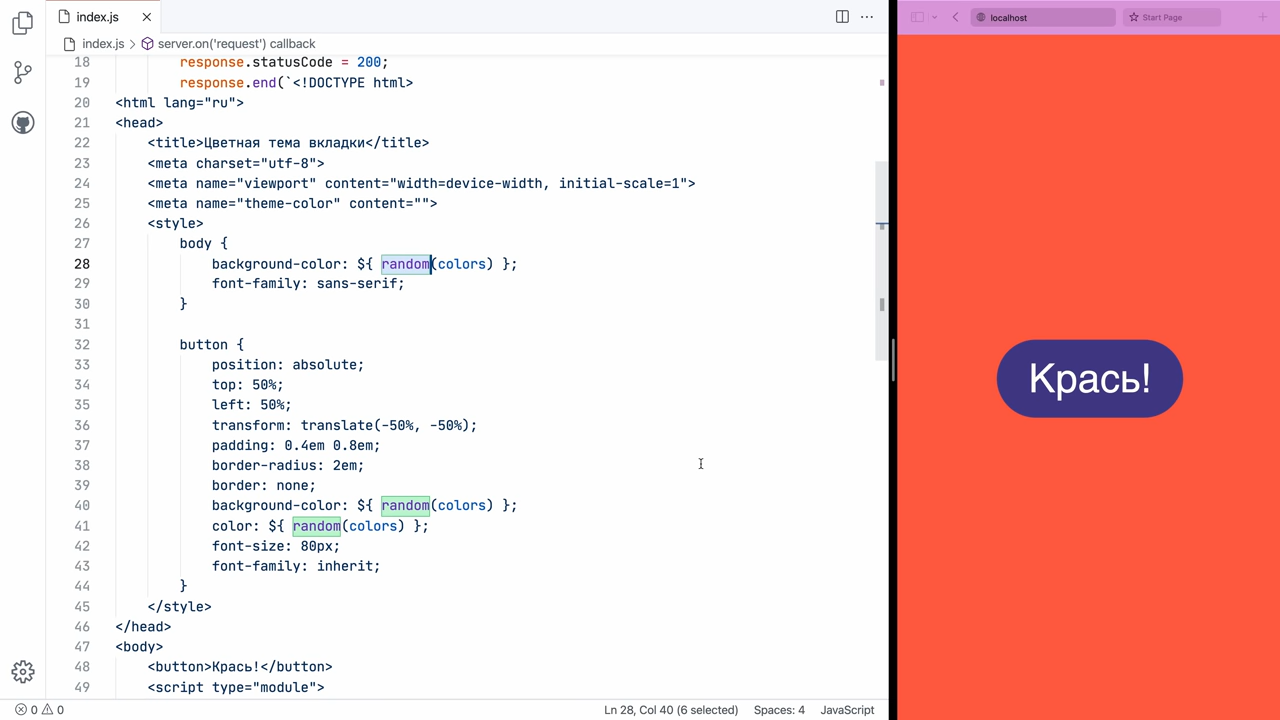 index.js
index.js > server.on('request') callback
18 response.statusCode = 200;
19 response.end(`<!DOCTYPE html>
20 <html lang="ru">
21 <head>
22 <title>Цветная тема вкладки</title>
23 <meta charset="utf-8">
24 <meta name="viewport" content="width=device-width, initial-scale=1">
25 <meta name="theme-color" content="">
26 <style>
27 body {
28 background-color: ${ random(colors) };
29 font-family: sans-serif;
30 }
31
32 button {
33 position: absolute;
34 top: 50%;
35 left: 50%;
36 transform: translate(-50%, -50%);
37 padding: 0.4em 0.8em;
38 border-radius: 2em;
39 border: none;
40 background-color: ${ random(colors) };
41 color: ${ random(colors) };
42 font-size: 80px;
43 font-family: inherit;
44 }
45 </style>
46 </head>
47 <body>
48 <button>Крась!</button>
49 <script type="module">
0 0
Ln 28, Col 40 (6 selected) Spaces: 4 JavaScript
localhost
Start Page
Крась!